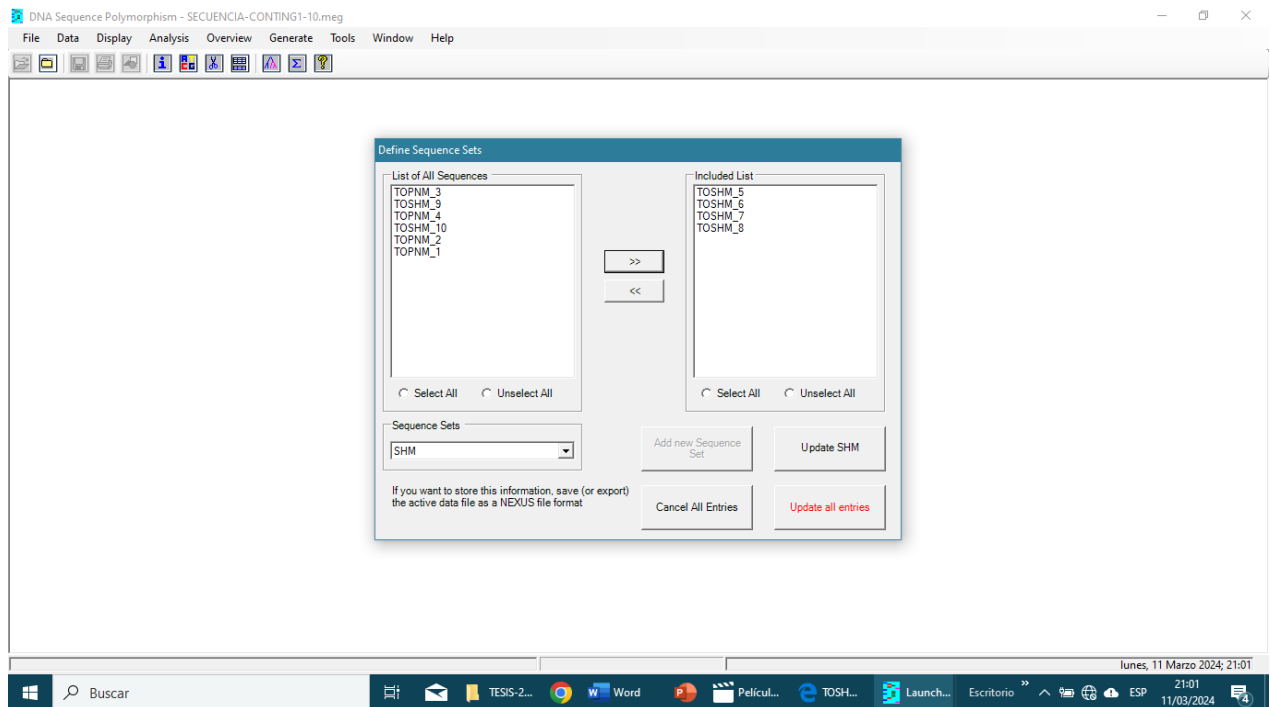 DNA Sequence Polymorphism - SECUENCIA-CONTING1-10.meg
File Data Display Analysis Overview Generate Tools Window Help
Define Sequence Sets
List of All Sequences
TOPNM_3
TOSHM_9
TOPNM_4
TOSHM_10
TOPNM_2
TOPNM_1
Select All Unselect All
>>
<<
Included List
TOSHM_5
TOSHM_6
TOSHM_7
TOSHM_8
Select All Unselect All
Sequence Sets
SHM
Add new Sequence
Set
Update SHM
If you want to store this information, save (or export)
the active data file as a NEXUS file format
Cancel All Entries
Update all entries
lunes, 11 Marzo 2024; 21:01
Buscar
TESIS-2...
Word
Películ...
TOSH...
Launch...
Escritorio
ESP
21:01
11/03/2024
4